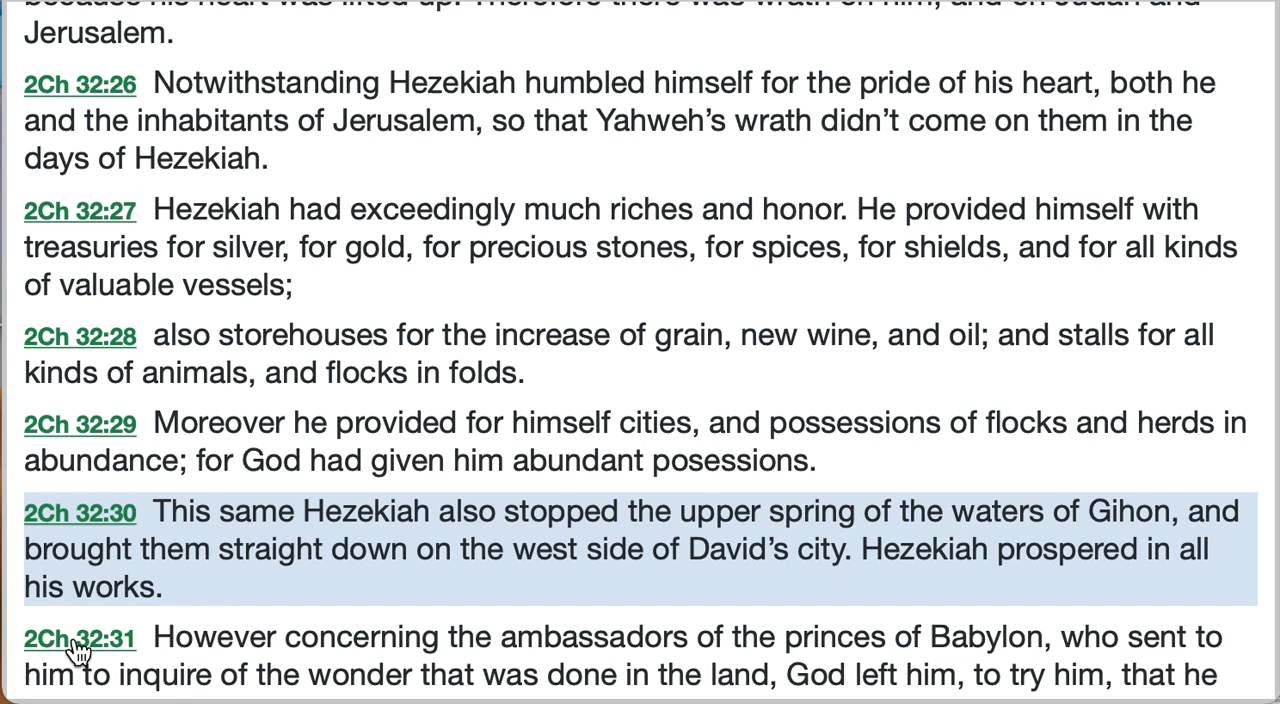 Jerusalem.
2Ch 32:26 Notwithstanding Hezekiah humbled himself for the pride of his heart, both he
and the inhabitants of Jerusalem, so that Yahweh’s wrath didn’t come on them in the
days of Hezekiah.
2Ch 32:27 Hezekiah had exceedingly much riches and honor. He provided himself with
treasuries for silver, for gold, for precious stones, for spices, for shields, and for all kinds
of valuable vessels;
2Ch 32:28 also storehouses for the increase of grain, new wine, and oil; and stalls for all
kinds of animals, and flocks in folds.
2Ch 32:29 Moreover he provided for himself cities, and possessions of flocks and herds in
abundance; for God had given him abundant posessions.
2Ch 32:30 This same Hezekiah also stopped the upper spring of the waters of Gihon, and
brought them straight down on the west side of David’s city. Hezekiah prospered in all
his works.
2Ch 32:31 However concerning the ambassadors of the princes of Babylon, who sent to
him to inquire of the wonder that was done in the land, God left him, to try him, that he